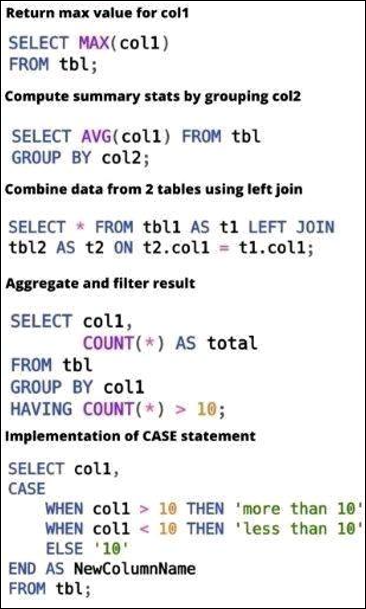 Return max value for col1
SELECT MAX(col1)
FROM tbl;
Compute summary stats by grouping col2
SELECT AVG(col1) FROM tbl
GROUP BY col2;
Combine data from 2 tables using left join
SELECT * FROM tbl1 AS t1 LEFT JOIN
tbl2 AS t2 ON t2.col1 = t1.col1;
Aggregate and filter result
SELECT col1,
COUNT(*) AS total
FROM tbl
GROUP BY col1
HAVING COUNT(*) > 10;
Implementation of CASE statement
SELECT col1,
CASE
WHEN col1 > 10 THEN 'more than 10'
WHEN col1 < 10 THEN 'less than 10'
ELSE '10'
END AS NewColumnName
FROM tbl;